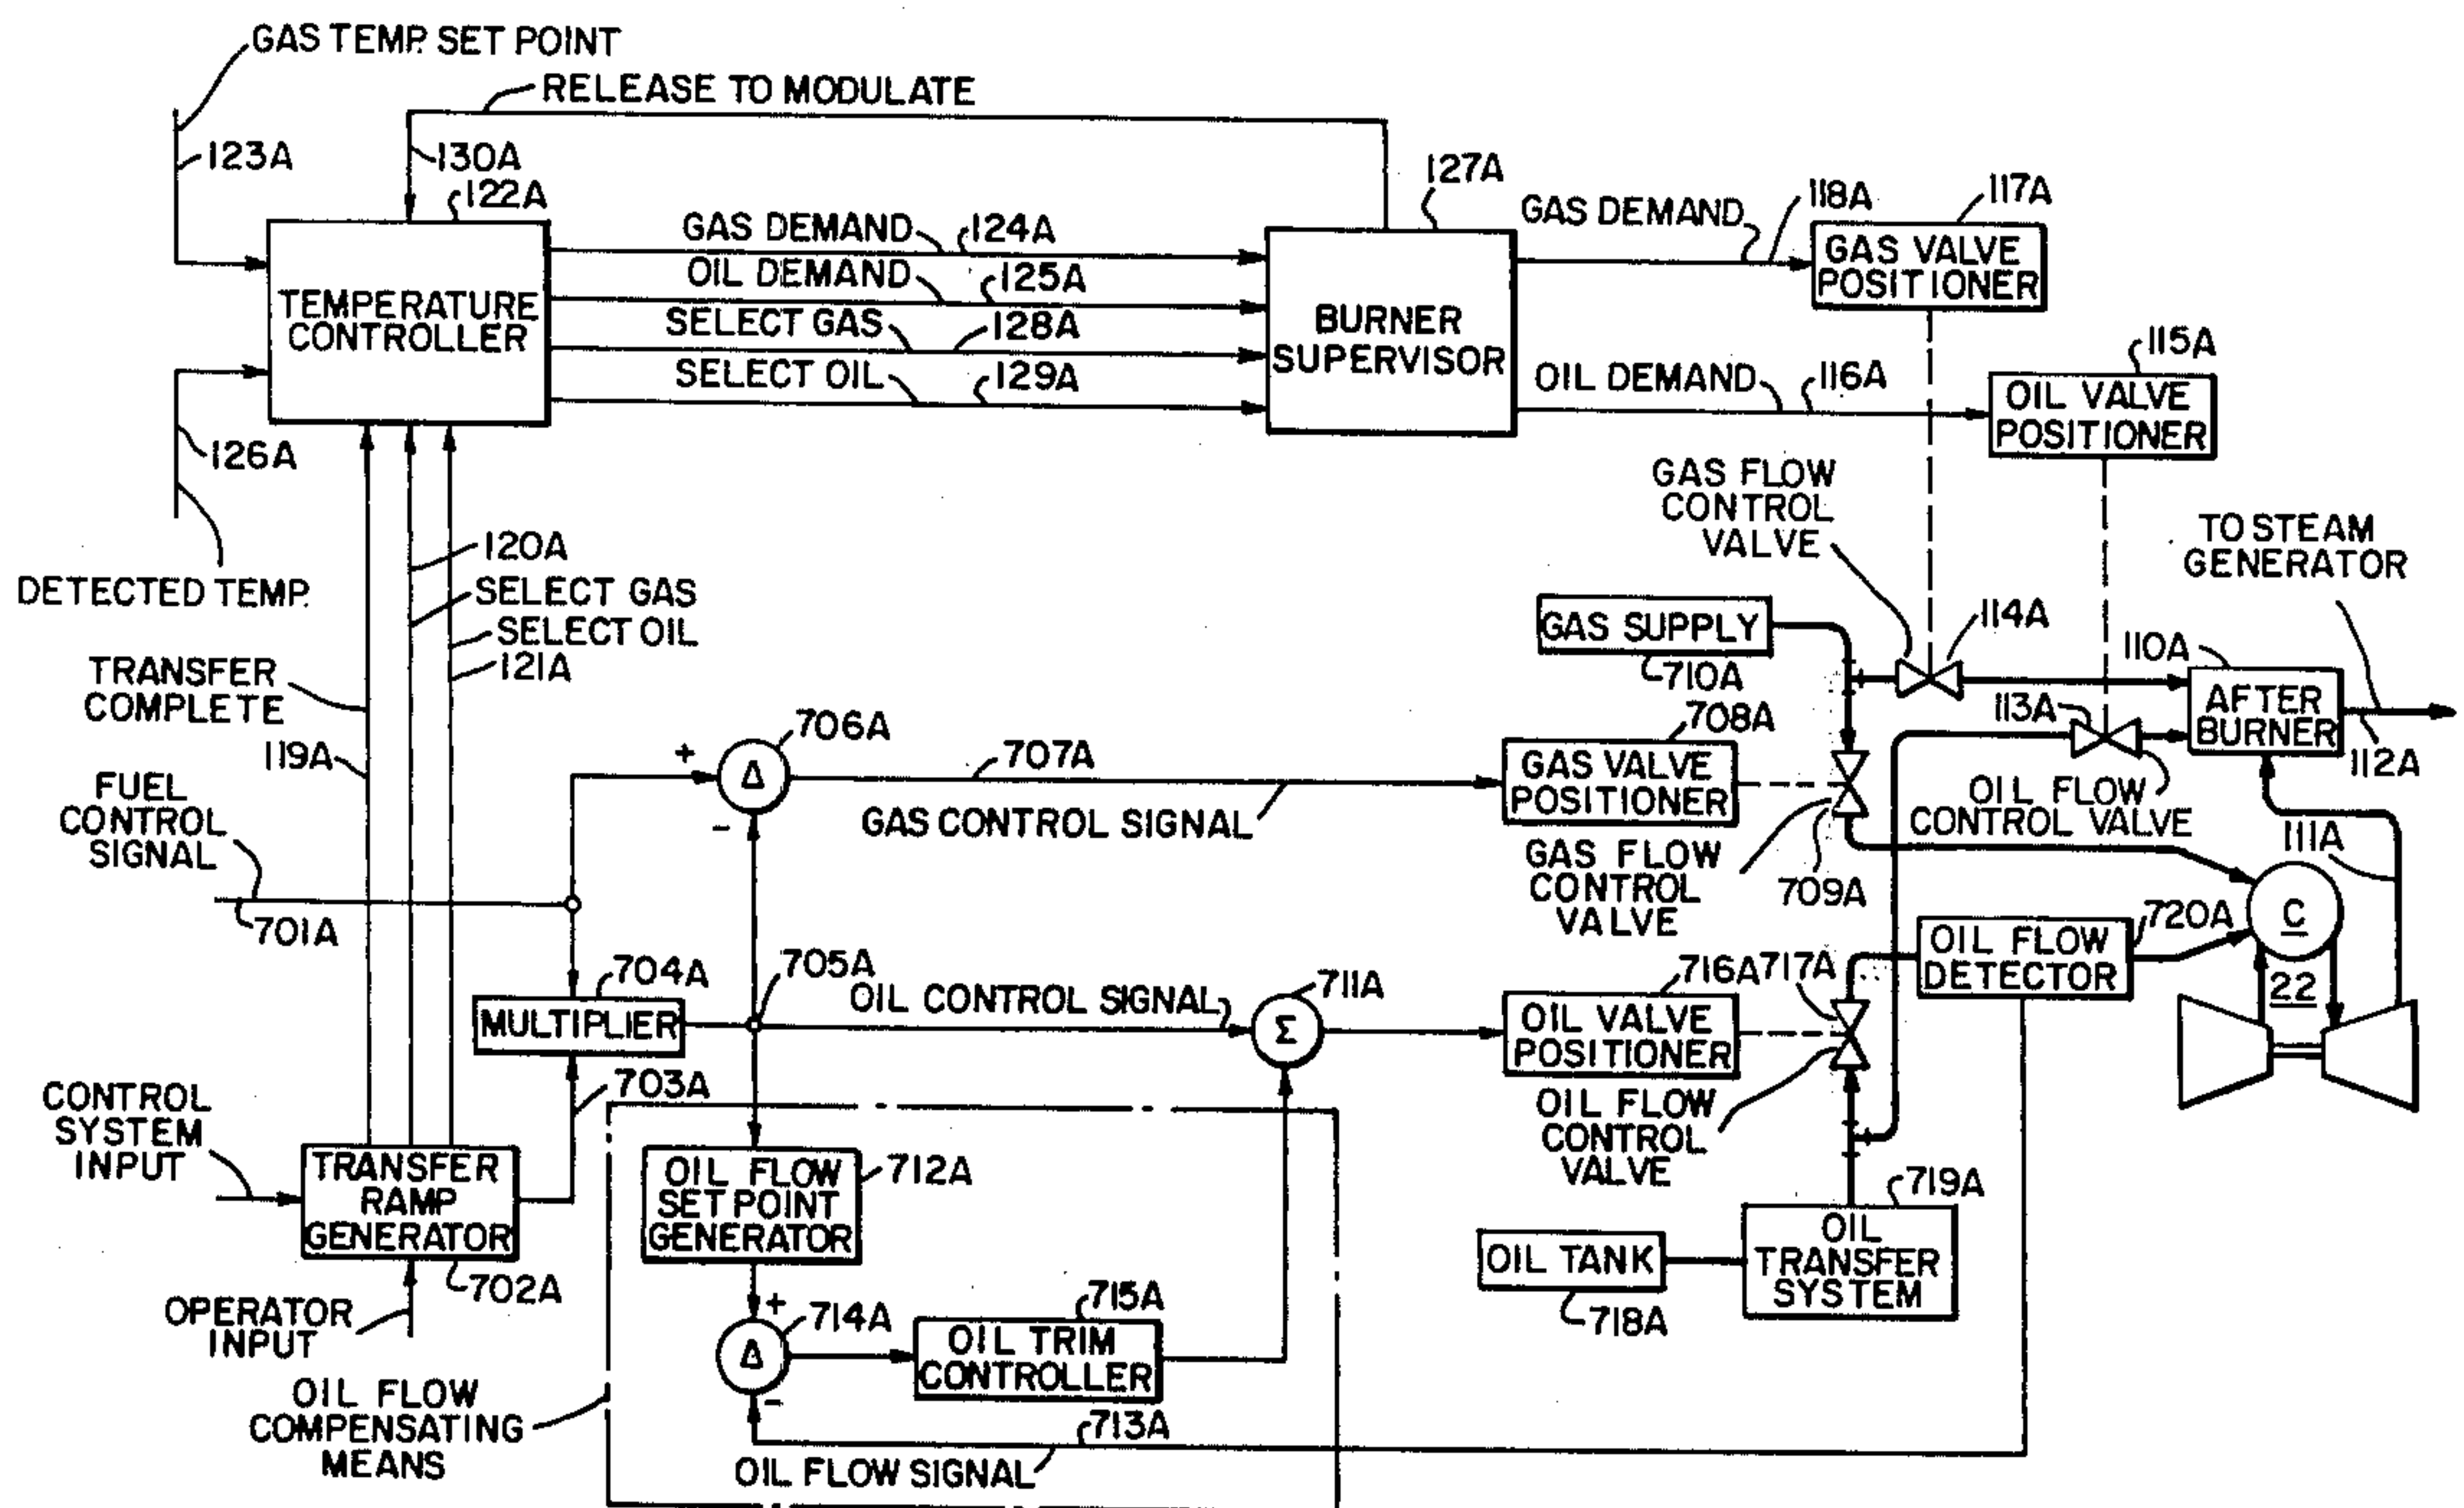 GAS TEMP. SET POINT
RELEASE TO MODULATE
123A
130A
122A
127A
118A
117A
GAS DEMAND
124A
GAS DEMAND
GAS VALVE
POSITIONER
OIL DEMAND
125A
TEMPERATURE
CONTROLLER
SELECT GAS
128A
BURNER
SUPERVISOR
SELECT OIL
129A
OIL DEMAND
116A
115A
OIL VALVE
POSITIONER
126A
GAS FLOW
CONTROL
VALVE
DETECTED TEMP.
120A
SELECT GAS
SELECT OIL
121A
TO STEAM
GENERATOR
GAS SUPPLY
710A
114A
110A
AFTER
BURNER
113A
112A
TRANSFER
COMPLETE
119A
706A
+
Δ
-
707A
GAS CONTROL SIGNAL
708A
GAS VALVE
POSITIONER
OIL FLOW
CONTROL VALVE
111A
FUEL
CONTROL
SIGNAL
701A
GAS FLOW
CONTROL
VALVE
709A
C
22
720A
OIL FLOW
DETECTOR
704A
MULTIPLIER
705A
OIL CONTROL SIGNAL
711A
Σ
716A
717A
OIL VALVE
POSITIONER
703A
CONTROL
SYSTEM
INPUT
TRANSFER
RAMP
GENERATOR
702A
OPERATOR
INPUT
OIL FLOW
SET POINT
GENERATOR
712A
OIL FLOW
CONTROL
VALVE
719A
OIL
TRANSFER
SYSTEM
OIL TANK
718A
+
714A
Δ
-
715A
OIL TRIM
CONTROLLER
OIL FLOW
COMPENSATING
MEANS
713A
OIL FLOW SIGNAL